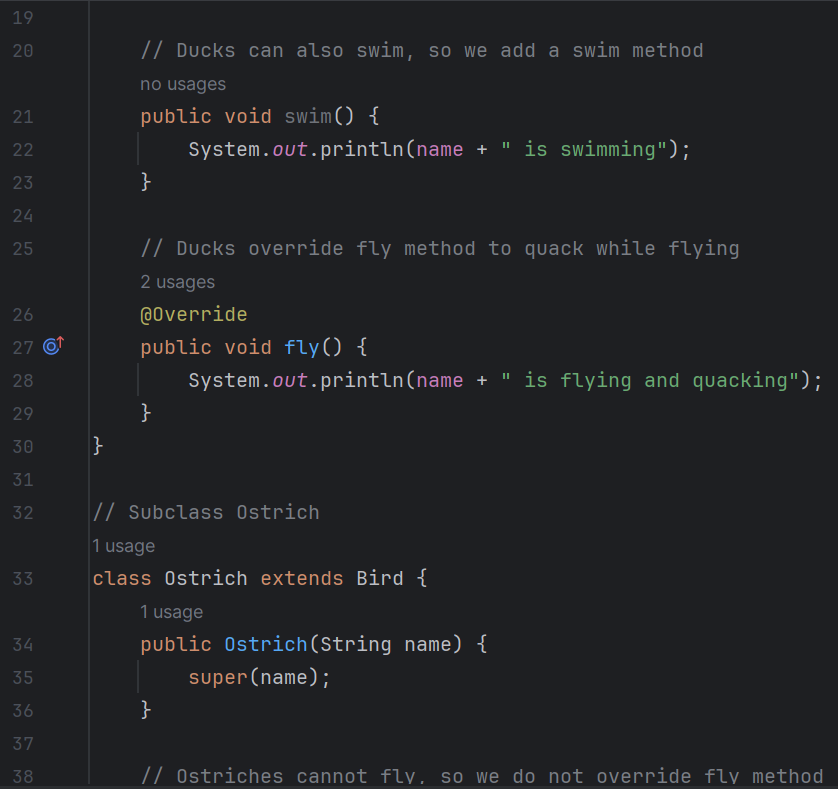 19
20 // Ducks can also swim, so we add a swim method
no usages
21 public void swim() {
22 System.out.println(name + " is swimming");
23 }
24
25 // Ducks override fly method to quack while flying
2 usages
26 @Override
27 public void fly() {
28 System.out.println(name + " is flying and quacking");
29 }
30 }
31
32 // Subclass Ostrich
1 usage
33 class Ostrich extends Bird {
1 usage
34 public Ostrich(String name) {
35 super(name);
36 }
37
38 // Ostriches cannot fly, so we do not override fly method